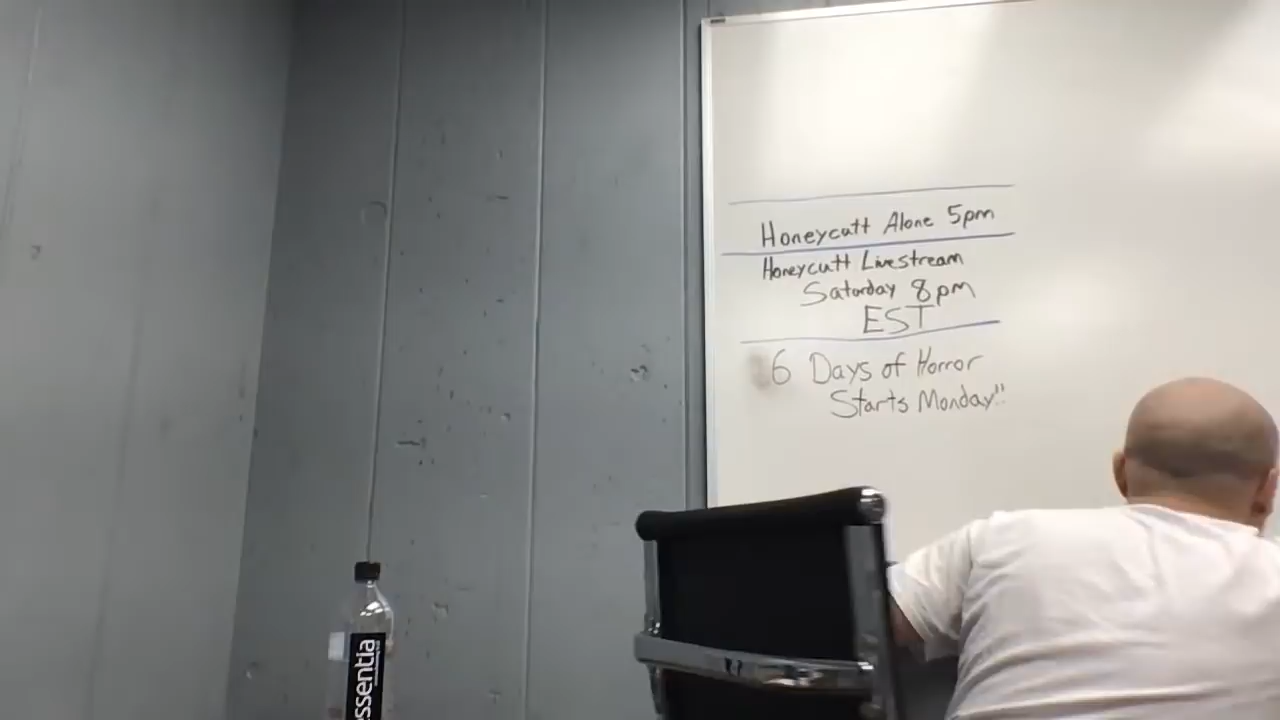 Honeycutt Alone 5pm
Honeycutt Livestream
Saturday 8pm
EST
6 Days of Horror
Starts Monday!!
essentia